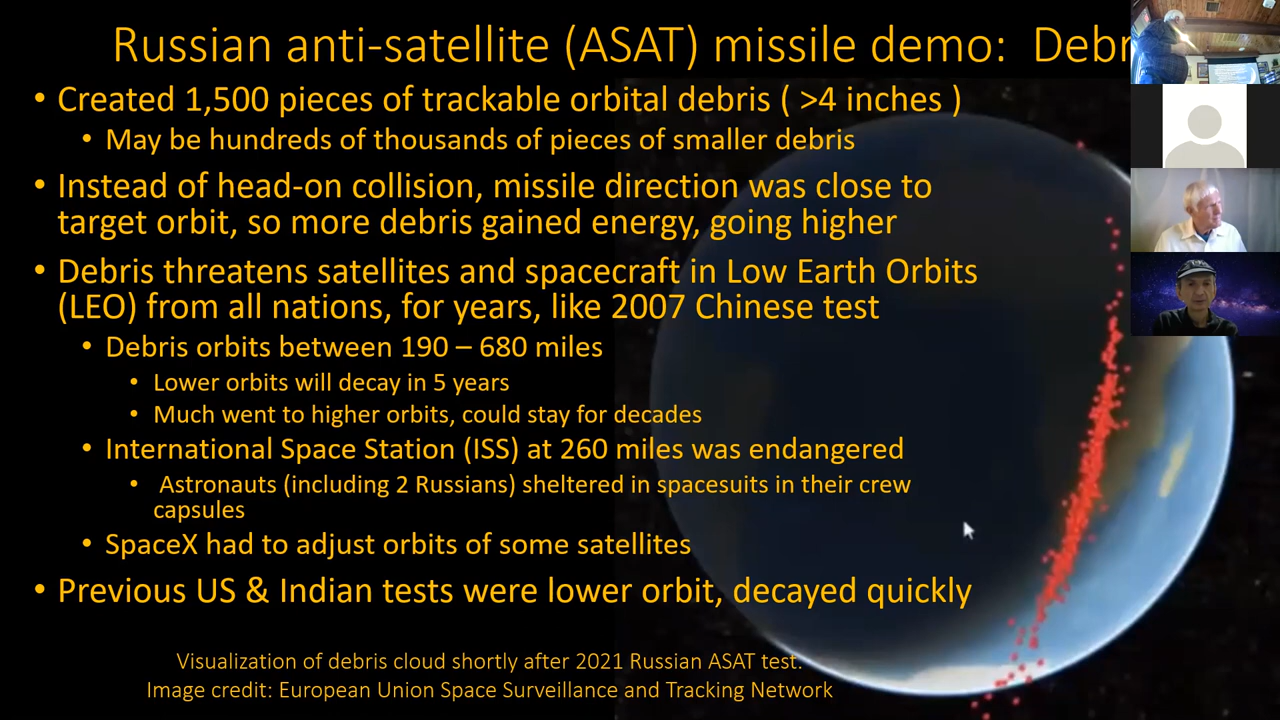 Russian anti-satellite (ASAT) missile demo: Debr
• Created 1,500 pieces of trackable orbital debris ( >4 inches )
• May be hundreds of thousands of pieces of smaller debris
• Instead of head-on collision, missile direction was close to
target orbit, so more debris gained energy, going higher
• Debris threatens satellites and spacecraft in Low Earth Orbits
(LEO) from all nations, for years, like 2007 Chinese test
• Debris orbits between 190 – 680 miles
• Lower orbits will decay in 5 years
• Much went to higher orbits, could stay for decades
• International Space Station (ISS) at 260 miles was endangered
• Astronauts (including 2 Russians) sheltered in spacesuits in their crew
capsules
• SpaceX had to adjust orbits of some satellites
• Previous US & Indian tests were lower orbit, decayed quickly
Visualization of debris cloud shortly after 2021 Russian ASAT test.
Image credit: European Union Space Surveillance and Tracking Network